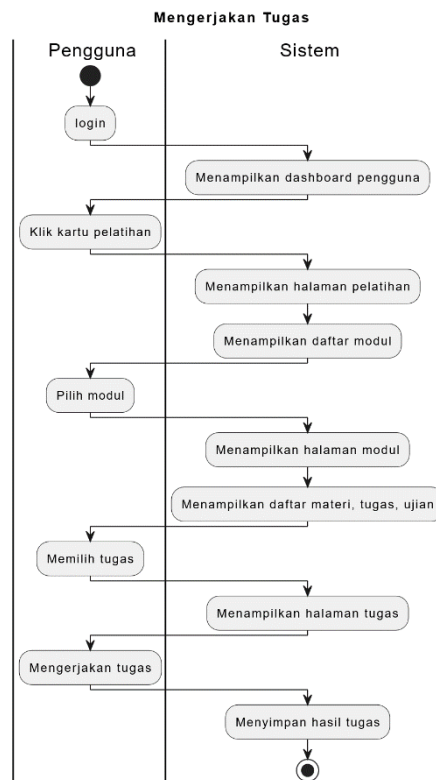 Mengerjakan Tugas
Pengguna
Sistem
login
Menampilkan dashboard pengguna
Klik kartu pelatihan
Menampilkan halaman pelatihan
Menampilkan daftar modul
Pilih modul
Menampilkan halaman modul
Menampilkan daftar materi, tugas, ujian
Memilih tugas
Menampilkan halaman tugas
Mengerjakan tugas
Menyimpan hasil tugas